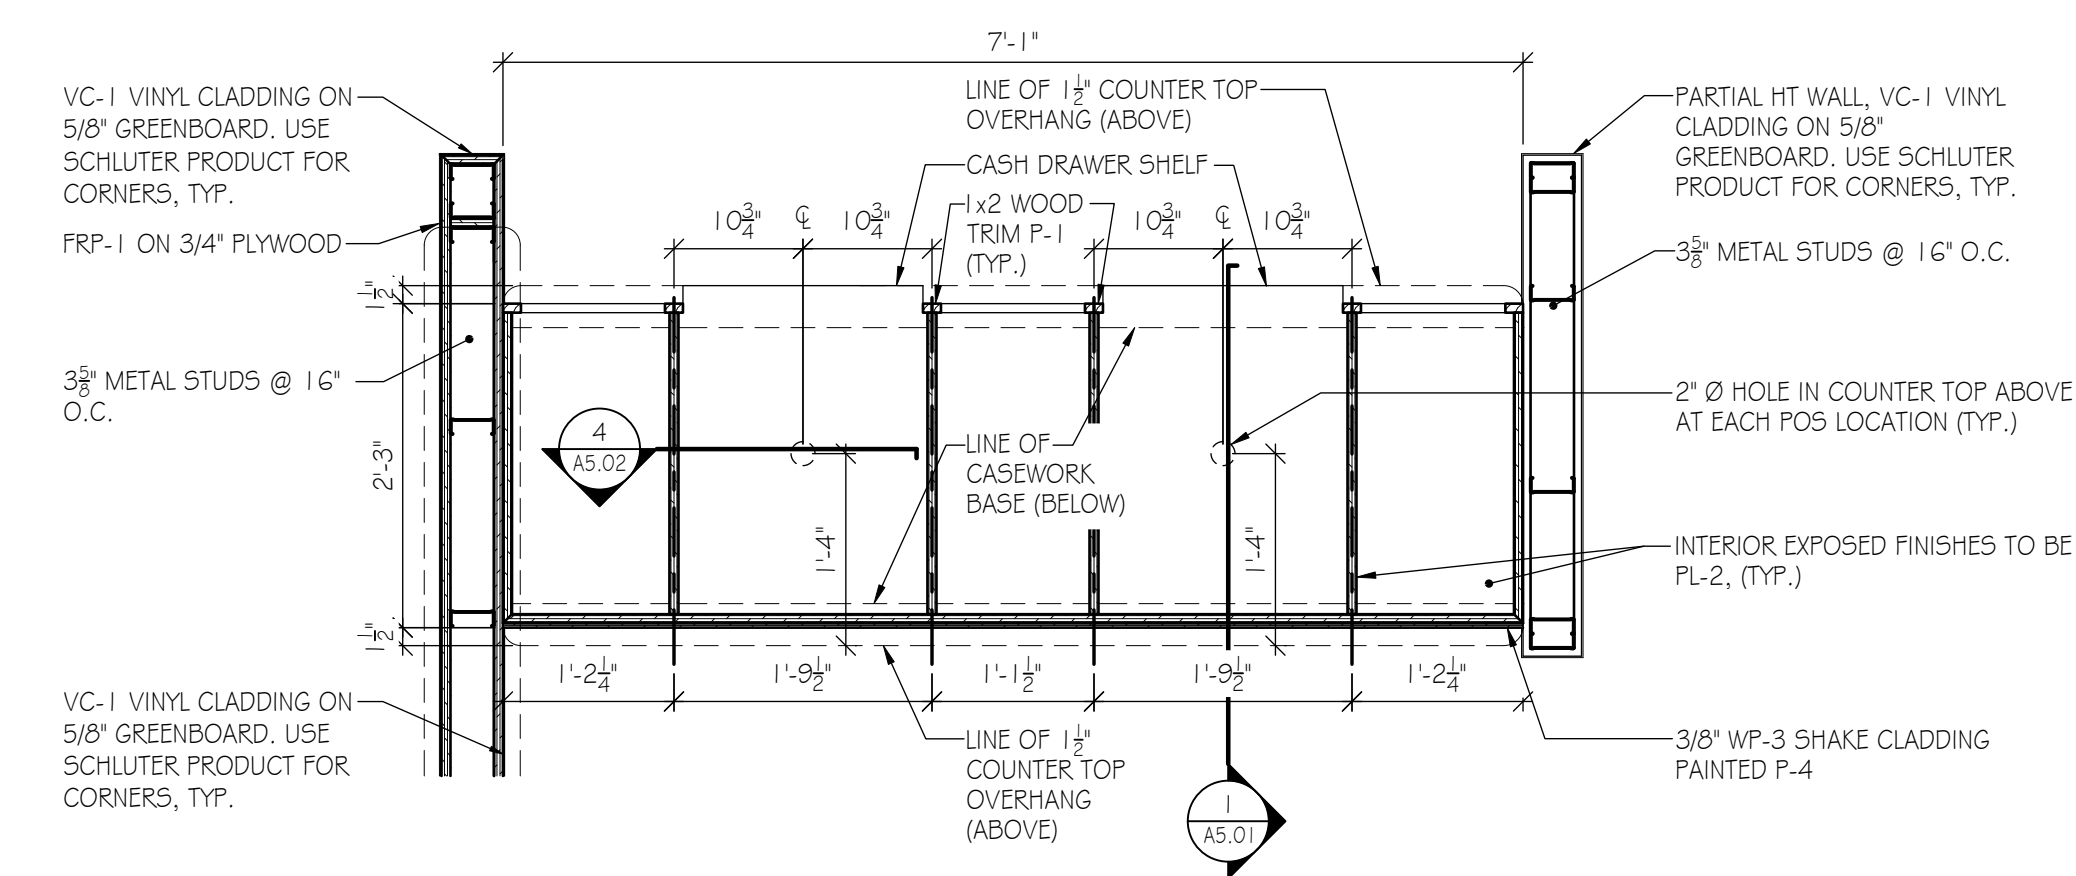 7'-1"
VC-1 VINYL CLADDING ON
5/8" GREENBOARD. USE
SCHLUTER PRODUCT FOR
CORNERS, TYP.
FRP-1 ON 3/4" PLYWOOD
3⅝" METAL STUDS @ 16"
O.C.
VC-1 VINYL CLADDING ON
5/8" GREENBOARD. USE
SCHLUTER PRODUCT FOR
CORNERS, TYP.
1½"
2'-3"
1½"
LINE OF 1½" COUNTER TOP
OVERHANG (ABOVE)
CASH DRAWER SHELF
1x2 WOOD
TRIM P-1
(TYP.)
10¾" ℄ 10¾"
10¾" ℄ 10¾"
4
A5.02
LINE OF
CASEWORK
BASE (BELOW)
1'-4"
1'-4"
1'-2¼" 1'-9½" 1'-1½" 1'-9½" 1'-2¼"
LINE OF 1½"
COUNTER TOP
OVERHANG
(ABOVE)
1
A5.01
PARTIAL HT WALL, VC-1 VINYL
CLADDING ON 5/8"
GREENBOARD. USE SCHLUTER
PRODUCT FOR CORNERS, TYP.
3⅝" METAL STUDS @ 16" O.C.
2" Ø HOLE IN COUNTER TOP ABOVE
AT EACH POS LOCATION (TYP.)
INTERIOR EXPOSED FINISHES TO BE
PL-2, (TYP.)
3/8" WP-3 SHAKE CLADDING
PAINTED P-4